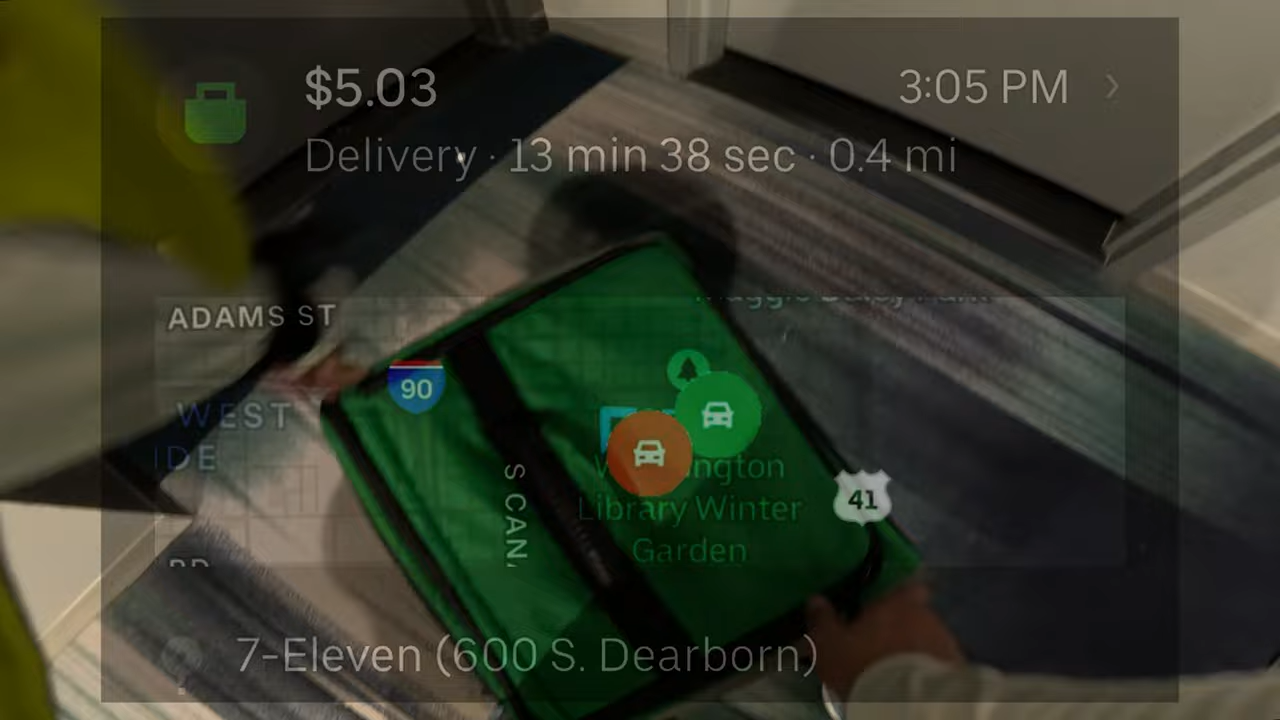 $5.03
3:05 PM
Delivery · 13 min 38 sec · 0.4 mi
ADAMS ST
90
WEST
IDE
S CAN
41
Library Winter
Garden
7-Eleven (600 S. Dearborn)